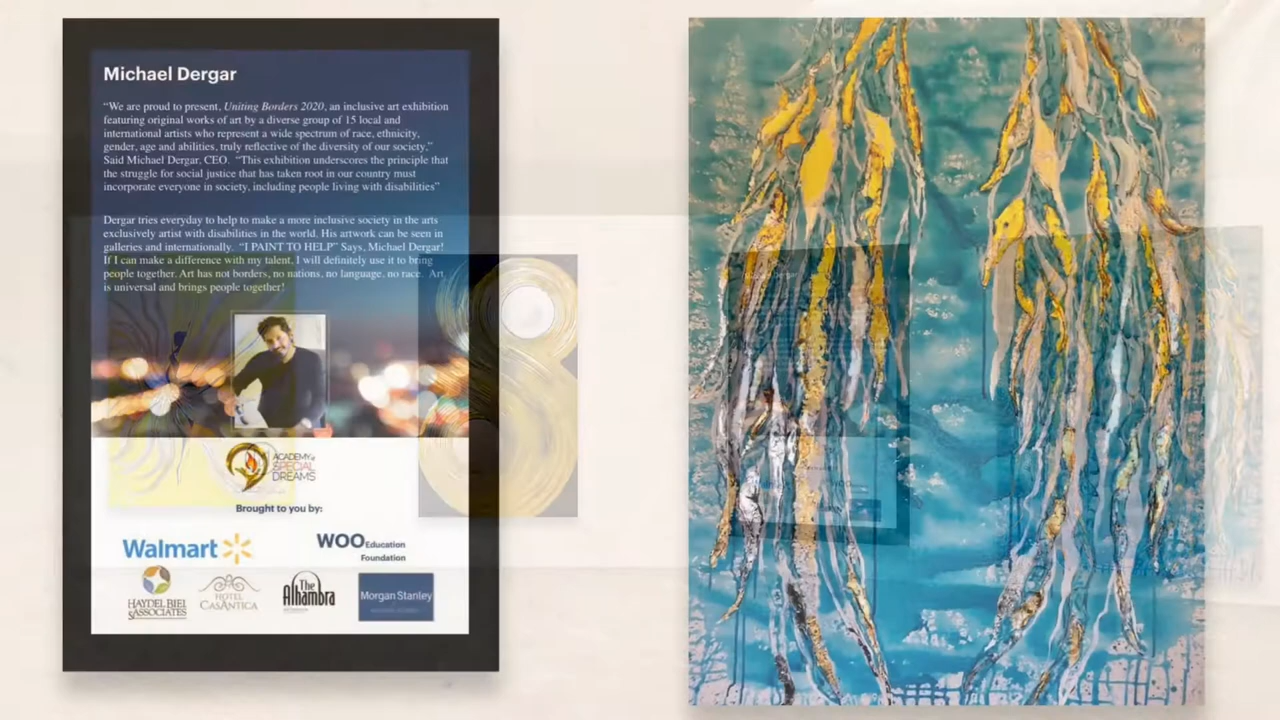 Michael Dergar
“We are proud to present, Uniting Borders 2020, an inclusive art exhibition
featuring original works of art by a diverse group of 15 local and
international artists who represent a wide spectrum of race, ethnicity,
gender, age and abilities, truly reflective of the diversity of our society,”
Said Michael Dergar, CEO. “This exhibition underscores the principle that
the struggle for social justice that has taken root in our country must
incorporate everyone in society, including people living with disabilities”
Dergar tries everyday to help to make a more inclusive society in the arts
exclusively artist with disabilities in the world. His artwork can be seen in
galleries and internationally. “I PAINT TO HELP” Says, Michael Dergar!
If I can make a difference with my talent, I will definitely use it to bring
people together. Art has not borders, no nations, no language, no race. Art
is universal and brings people together!
ACADEMY of
SPECIAL
DREAMS
Brought to you by:
Walmart
WOO Education
Foundation
HAYDEL BIEL
& ASSOCIATES
HOTEL
CASANTICA
The
Alhambra
Morgan Stanley